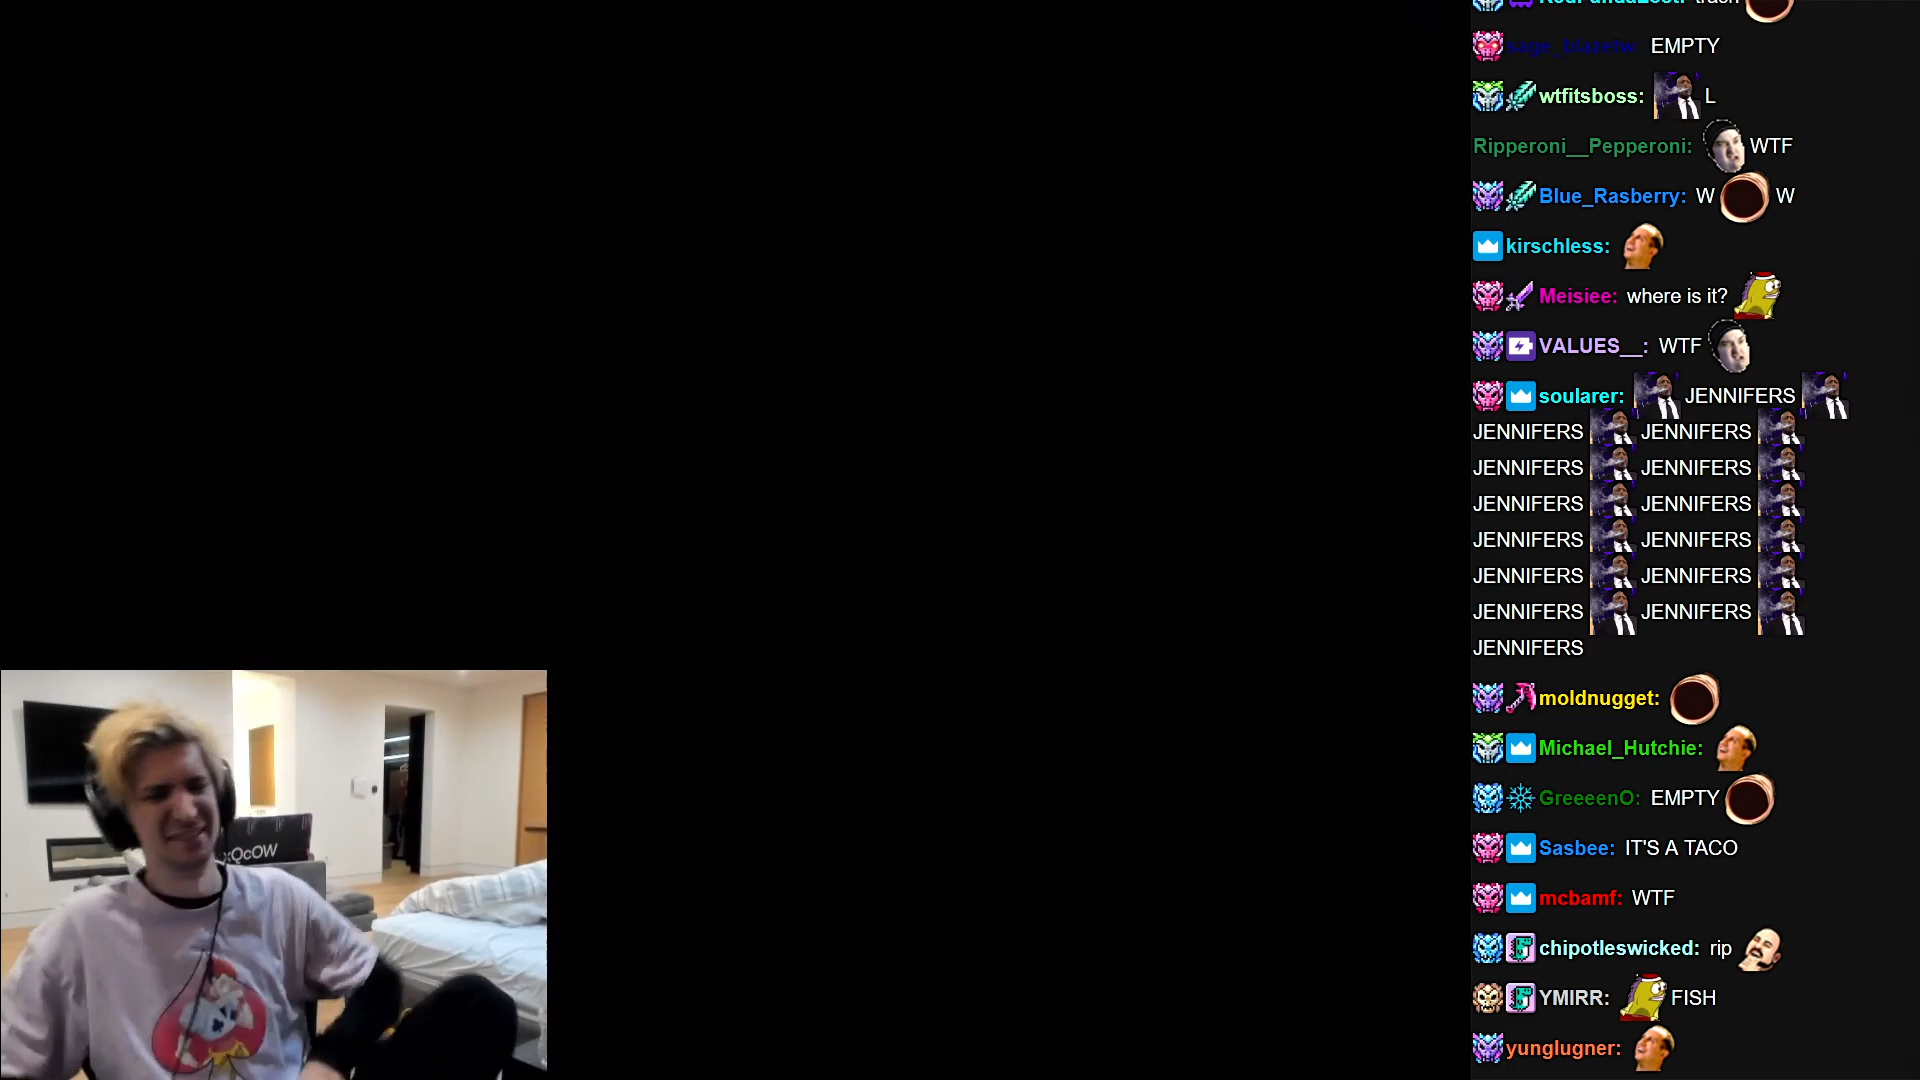 sage_blazefw: EMPTY
wtfitsboss: L
Ripperoni__Pepperoni: WTF
Blue_Rasberry: W W
kirschless:
Meisiee: where is it?
VALUES__: WTF
soularer: JENNIFERS
JENNIFERS JENNIFERS
JENNIFERS JENNIFERS
JENNIFERS JENNIFERS
JENNIFERS JENNIFERS
JENNIFERS JENNIFERS
JENNIFERS JENNIFERS
JENNIFERS
moldnugget:
Michael_Hutchie:
GreeeenO: EMPTY
Sasbee: IT'S A TACO
mcbamf: WTF
chipotleswicked: rip
YMIRR: FISH
yunglugner:
xQcOW